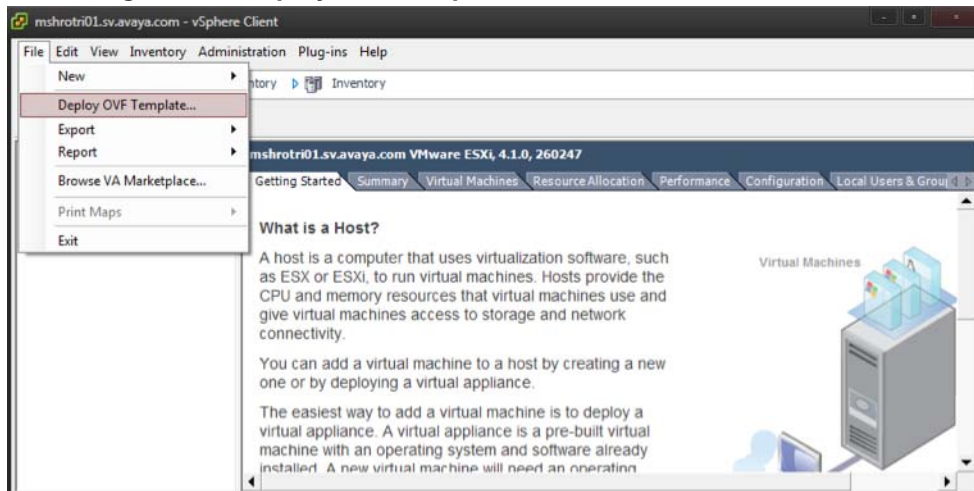 mshrotri01.sv.avaya.com - vSphere Client
File Edit View Inventory Administration Plug-ins Help
New
Inventory
Deploy OVF Template...
Export
Report
Browse VA Marketplace...
Print Maps
Exit
mshrotri01.sv.avaya.com VMware ESXi, 4.1.0, 260247
Getting Started Summary Virtual Machines Resource Allocation Performance Configuration Local Users &
What is a Host?
A host is a computer that uses virtualization software, such
as ESX or ESXi, to run virtual machines. Hosts provide the
CPU and memory resources that virtual machines use and
give virtual machines access to storage and network
connectivity.
You can add a virtual machine to a host by creating a new
one or by deploying a virtual appliance.
The easiest way to add a virtual machine is to deploy a
virtual appliance. A virtual appliance is a pre-built virtual
machine with an operating system and software already
installed. A new virtual machine will need an operating
Virtual Machines